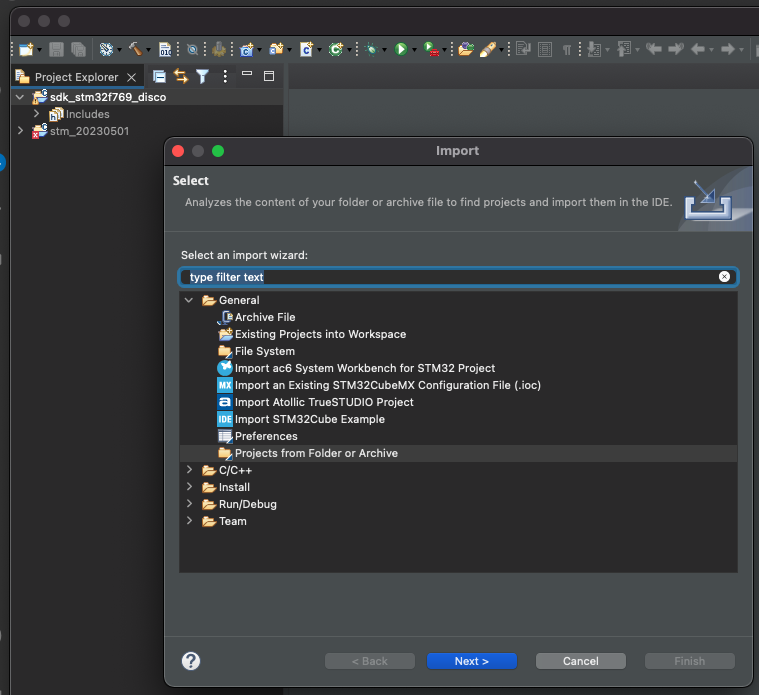 Project Explorer
sdk_stm32f769_disco
Includes
stm_20230501
Import
Select
Analyzes the content of your folder or archive file to find projects and import them in the IDE.
Select an import wizard:
type filter text
General
Archive File
Existing Projects into Workspace
File System
Import ac6 System Workbench for STM32 Project
MX Import an Existing STM32CubeMX Configuration File (.ioc)
a Import Atollic TrueSTUDIO Project
IDE Import STM32Cube Example
Preferences
Projects from Folder or Archive
C/C++
Install
Run/Debug
Team
? < Back Next > Cancel Finish